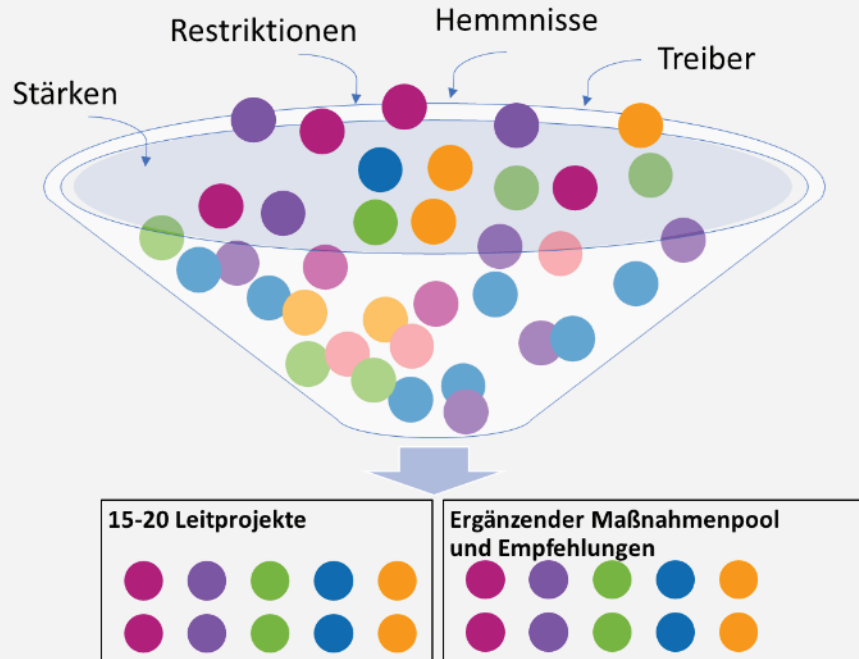 Restriktionen
Hemmnisse
Treiber
Stärken
15-20 Leitprojekte
Ergänzender Maßnahmenpool
und Empfehlungen